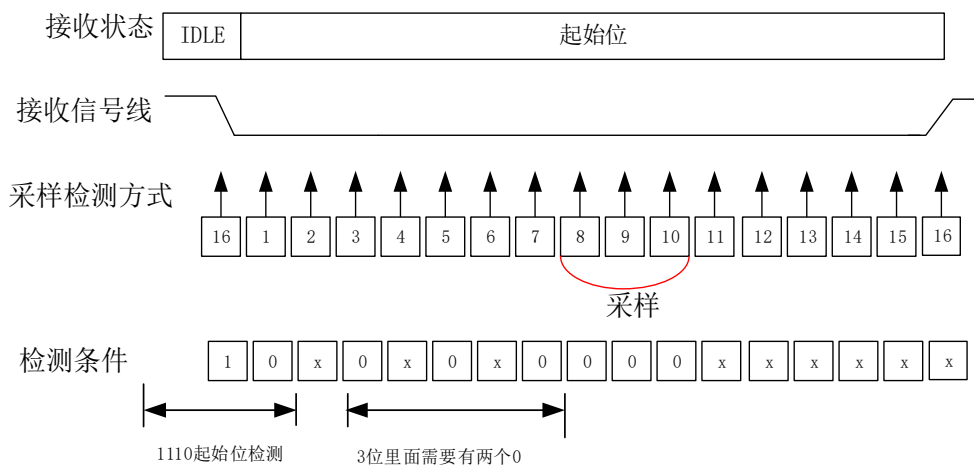 接收状态 IDLE 起始位
接收信号线
采样检测方式
16 1 2 3 4 5 6 7 8 9 10 11 12 13 14 15 16
采样
检测条件 1 0 x 0 x 0 x 0 0 0 0 x x x x x x
1110起始位检测 3位里面需要有两个0